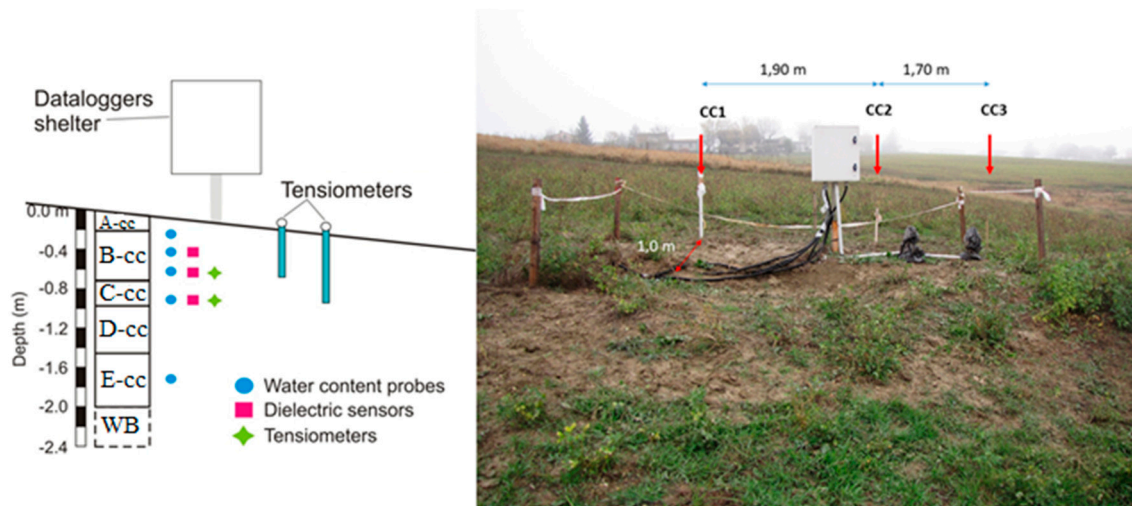 Dataloggers
shelter
Tensiometers
0.0 m
-0.4
-0.8
-1.2
-1.6
-2.0
-2.4
Depth (m)
A-cc
B-cc
C-cc
D-cc
E-cc
WB
Water content probes
Dielectric sensors
Tensiometers
1,90 m
1,70 m
CC1
CC2
CC3
1,0 m